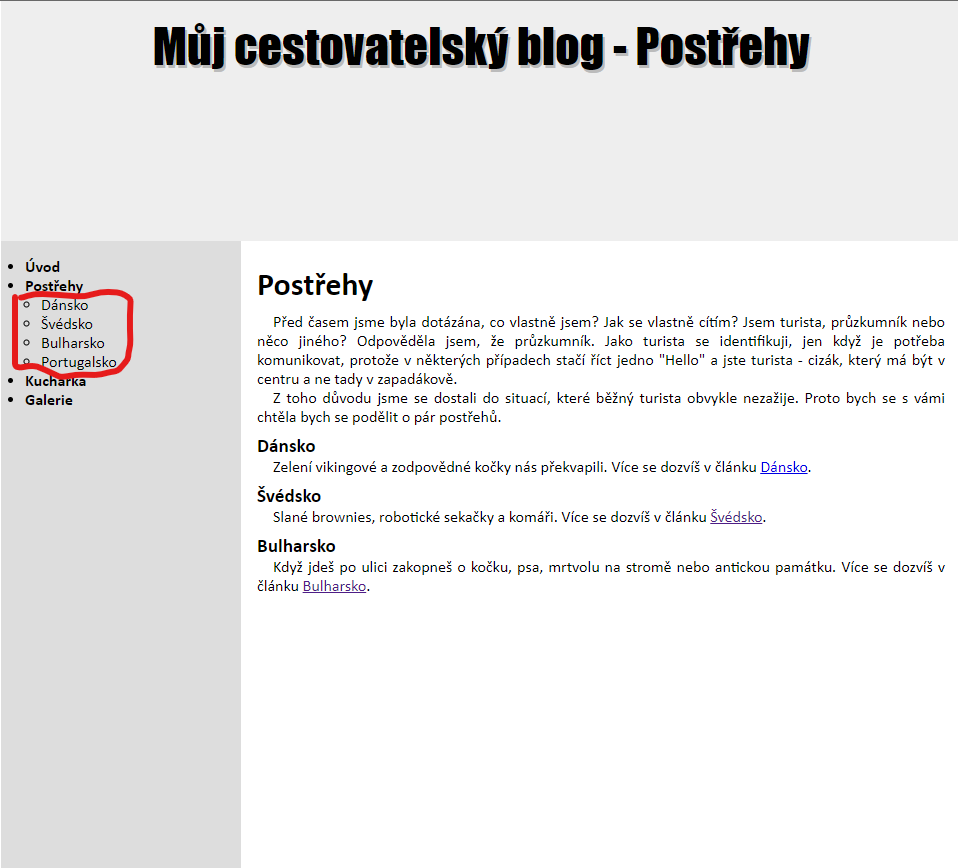 Můj cestovatelský blog - Postřehy
Úvod
Postřehy
Dánsko
Švédsko
Bulharsko
Portugalsko
Kuchařka
Galerie
Postřehy
Před časem jsme byla dotázána, co vlastně jsem? Jak se vlastně cítím? Jsem turista, průzkumník nebo
něco jiného? Odpověděla jsem, že průzkumník. Jako turista se identifikuji, jen když je potřeba
komunikovat, protože v některých případech stačí říct jedno "Hello" a jste turista - cizák, který má být v
centru a ne tady v zapadákově.
Z toho důvodu jsme se dostali do situací, které běžný turista obvykle nezažije. Proto bych se s vámi
chtěla bych se podělit o pár postřehů.
Dánsko
Zelení vikingové a zodpovědné kočky nás překvapili. Více se dozvíš v článku Dánsko.
Švédsko
Slané brownies, robotické sekačky a komáři. Více se dozvíš v článku Švédsko.
Bulharsko
Když jdeš po ulici zakopneš o kočku, psa, mrtvolu na stromě nebo antickou památku. Více se dozvíš v
článku Bulharsko.